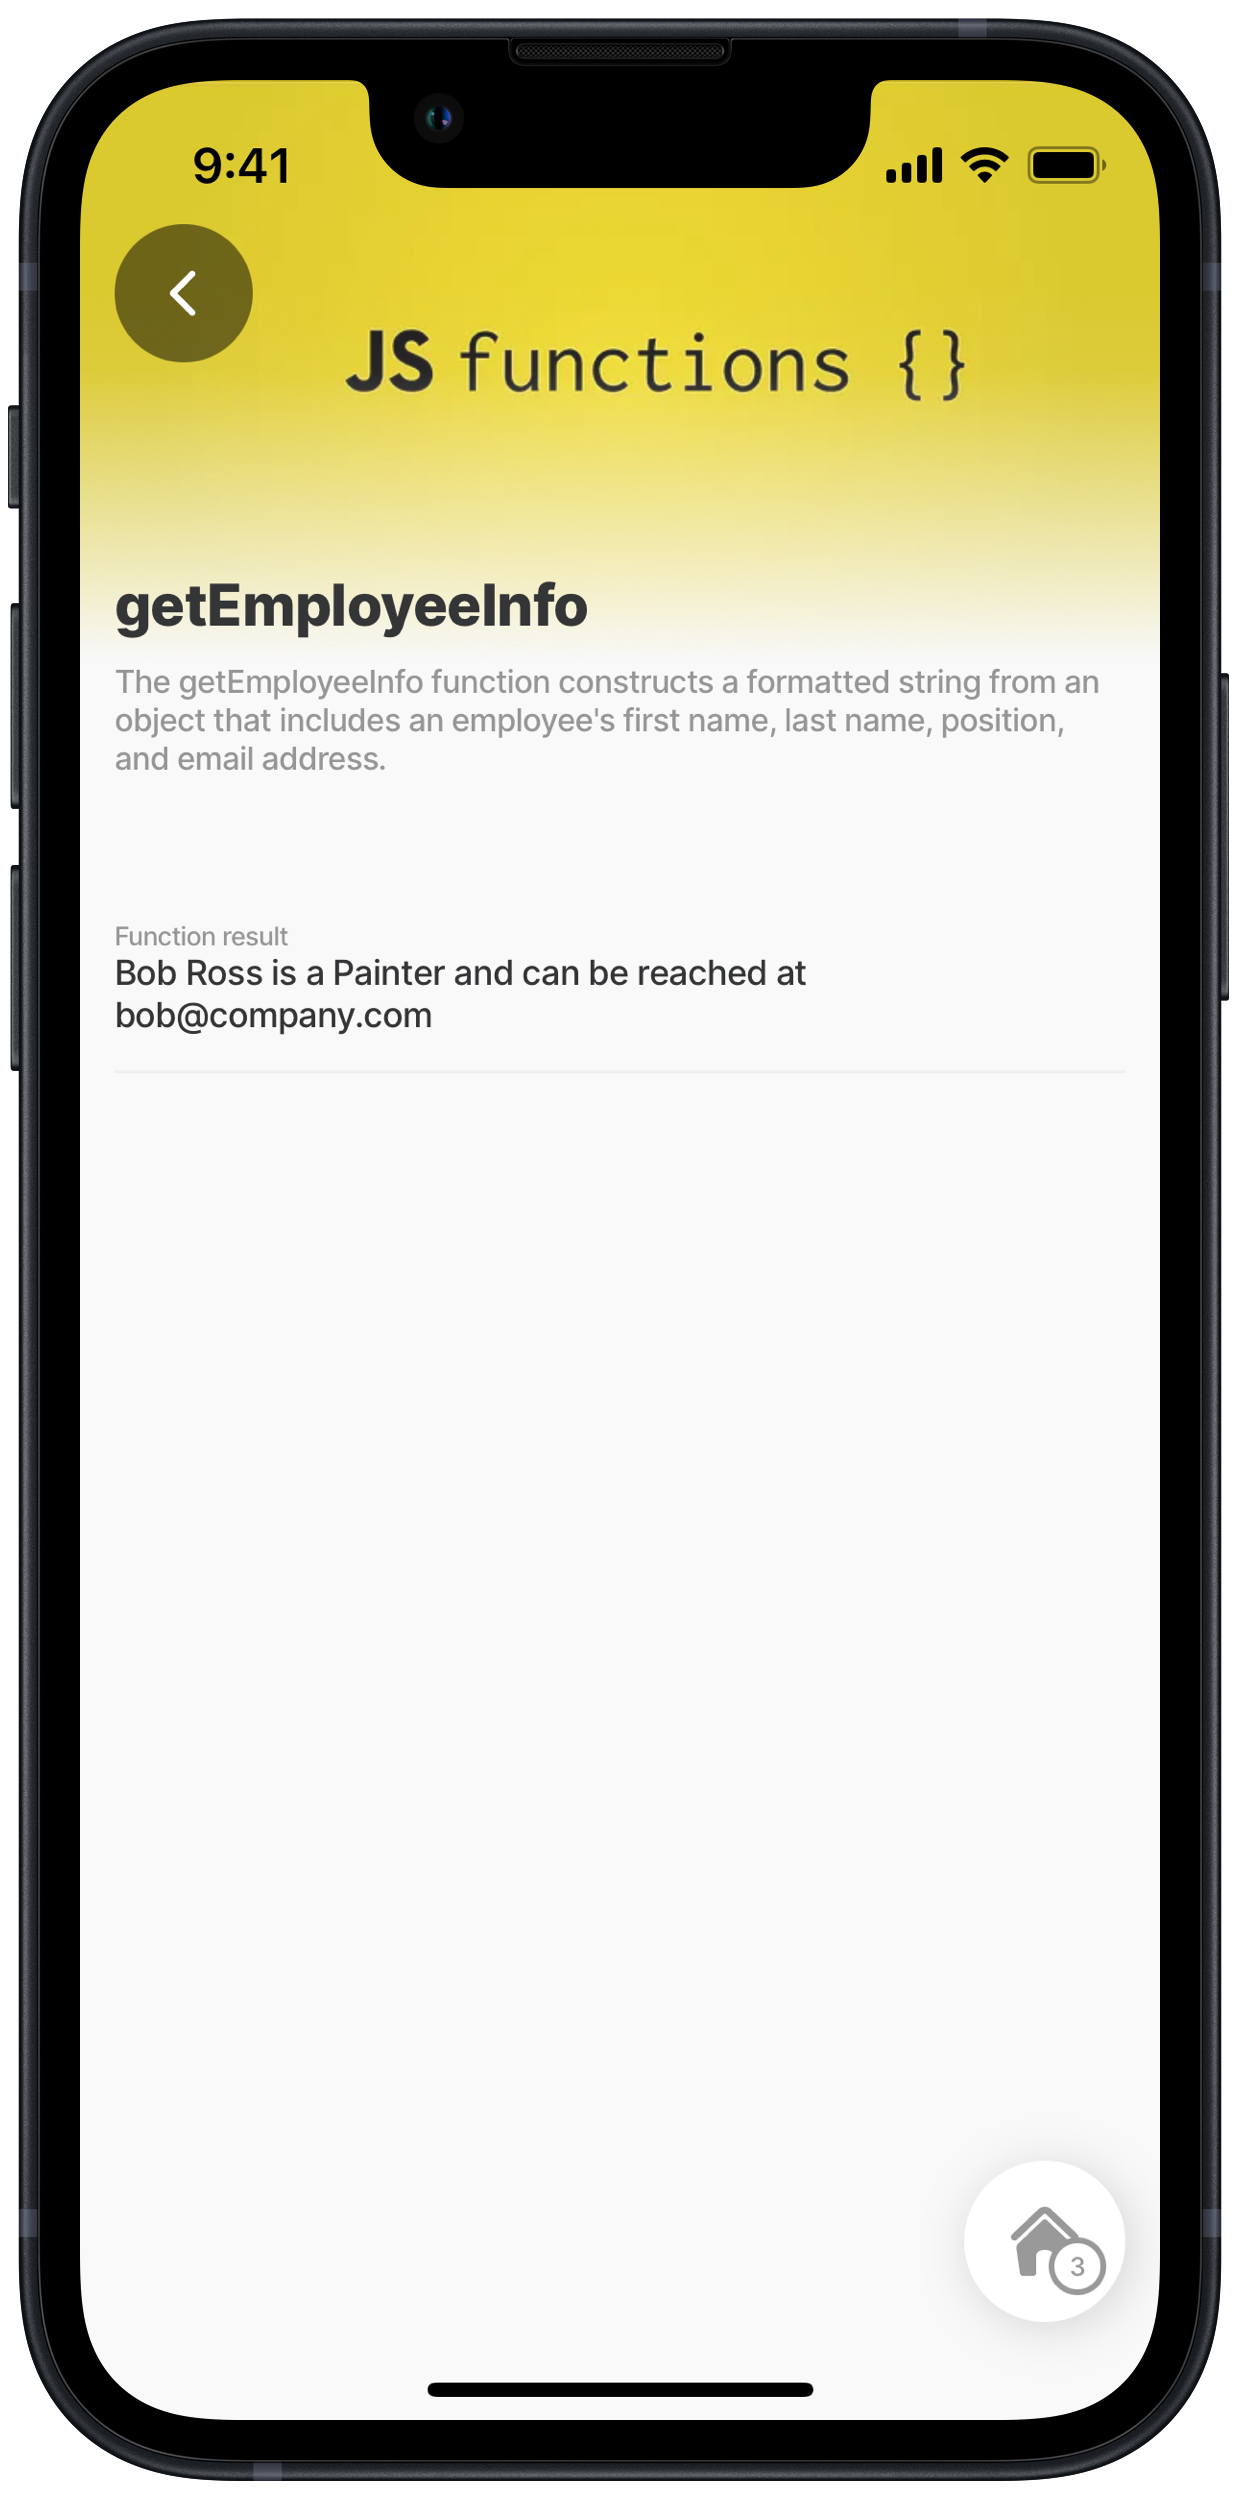 9:41
JS functions {}
getEmployeeInfo
The getEmployeeInfo function constructs a formatted string from an
object that includes an employee's first name, last name, position,
and email address.
Function result
Bob Ross is a Painter and can be reached at
bob@company.com
3